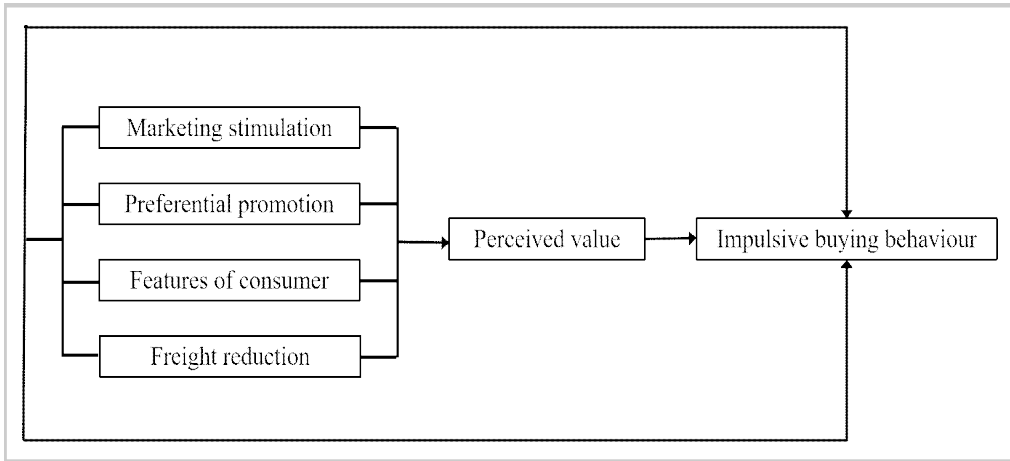 Marketing stimulation
Preferential promotion
Features of consumer
Freight reduction
Perceived value
Impulsive buying behaviour